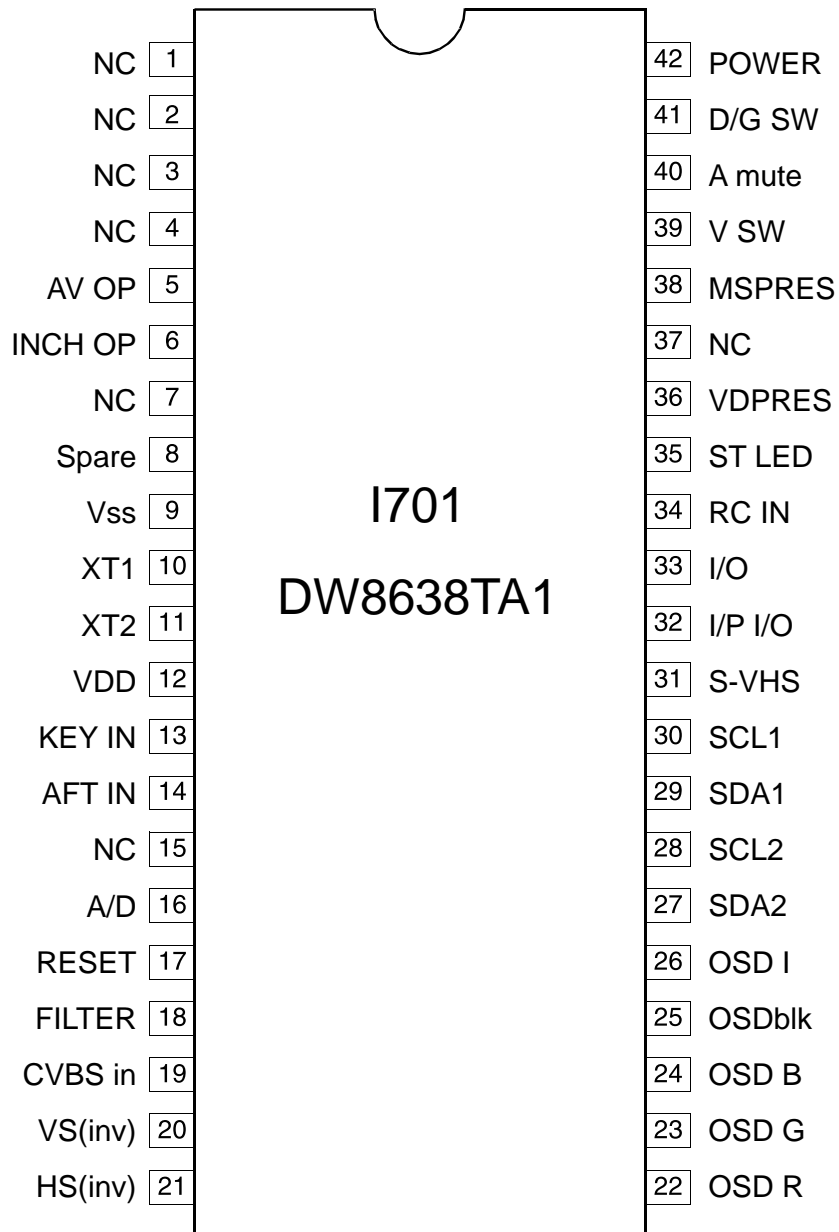 NC 1 42 POWER
NC 2 41 D/G SW
NC 3 40 A mute
NC 4 39 V SW
AV OP 5 38 MSPRES
INCH OP 6 37 NC
NC 7 36 VDPRES
Spare 8 35 ST LED
Vss 9 34 RC IN
XT1 10 33 I/O
XT2 11 32 I/P I/O
VDD 12 31 S-VHS
KEY IN 13 30 SCL1
AFT IN 14 29 SDA1
NC 15 28 SCL2
A/D 16 27 SDA2
RESET 17 26 OSD I
FILTER 18 25 OSDblk
CVBS in 19 24 OSD B
VS(inv) 20 23 OSD G
HS(inv) 21 22 OSD R
I701
DW8638TA1